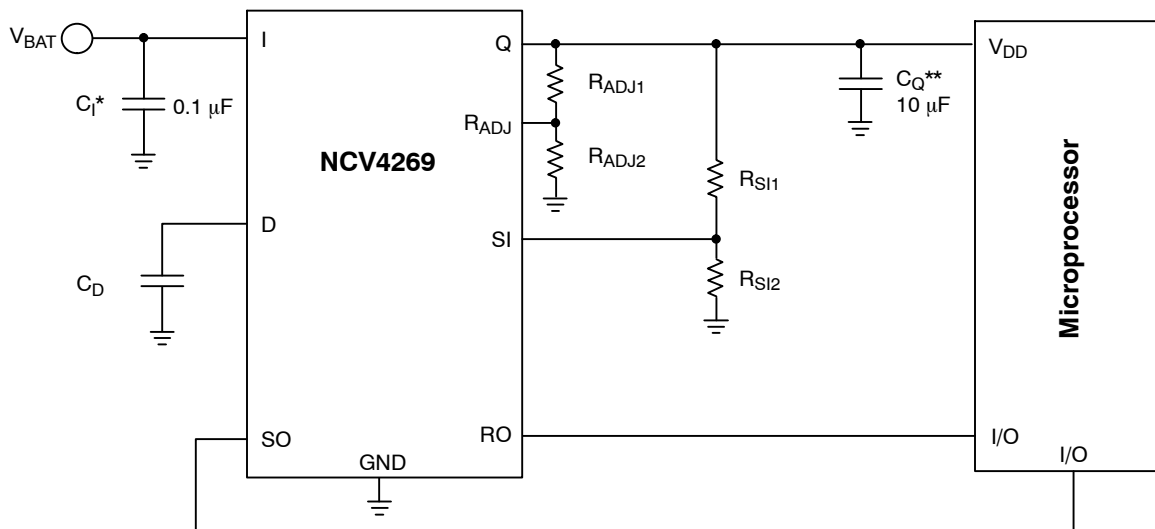 V_BAT
I
C_I*
0.1 μF
D
C_D
SO
GND
NCV4269
Q
R_ADJ
SI
RO
R_ADJ1
R_ADJ2
R_SI1
R_SI2
C_Q**
10 μF
V_DD
Microprocessor
I/O
I/O